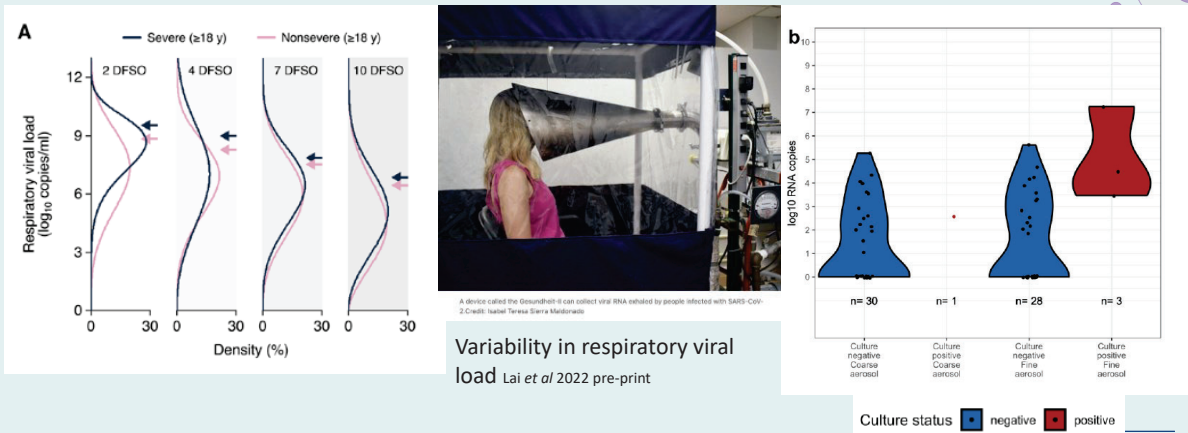 A
Severe (≥18 y) Nonsevere (≥18 y)
2 DFSO 4 DFSO 7 DFSO 10 DFSO
Respiratory viral load
(log₁₀ copies/ml)
12
9
6
3
0
0 30 0 30 0 30 0 30
Density (%)
A device called the Gesundheit-II can collect viral RNA exhaled by people infected with SARS-CoV-
2.Credit: Isabel Teresa Sierra Maldonado
Variability in respiratory viral
load Lai et al 2022 pre-print
b
log10 RNA copies
10
9
8
7
6
5
4
3
2
1
0
n= 30 n= 1 n= 28 n= 3
Culture negative Coarse aerosol
Culture positive Coarse aerosol
Culture negative Fine aerosol
Culture positive Fine aerosol
Culture status negative positive